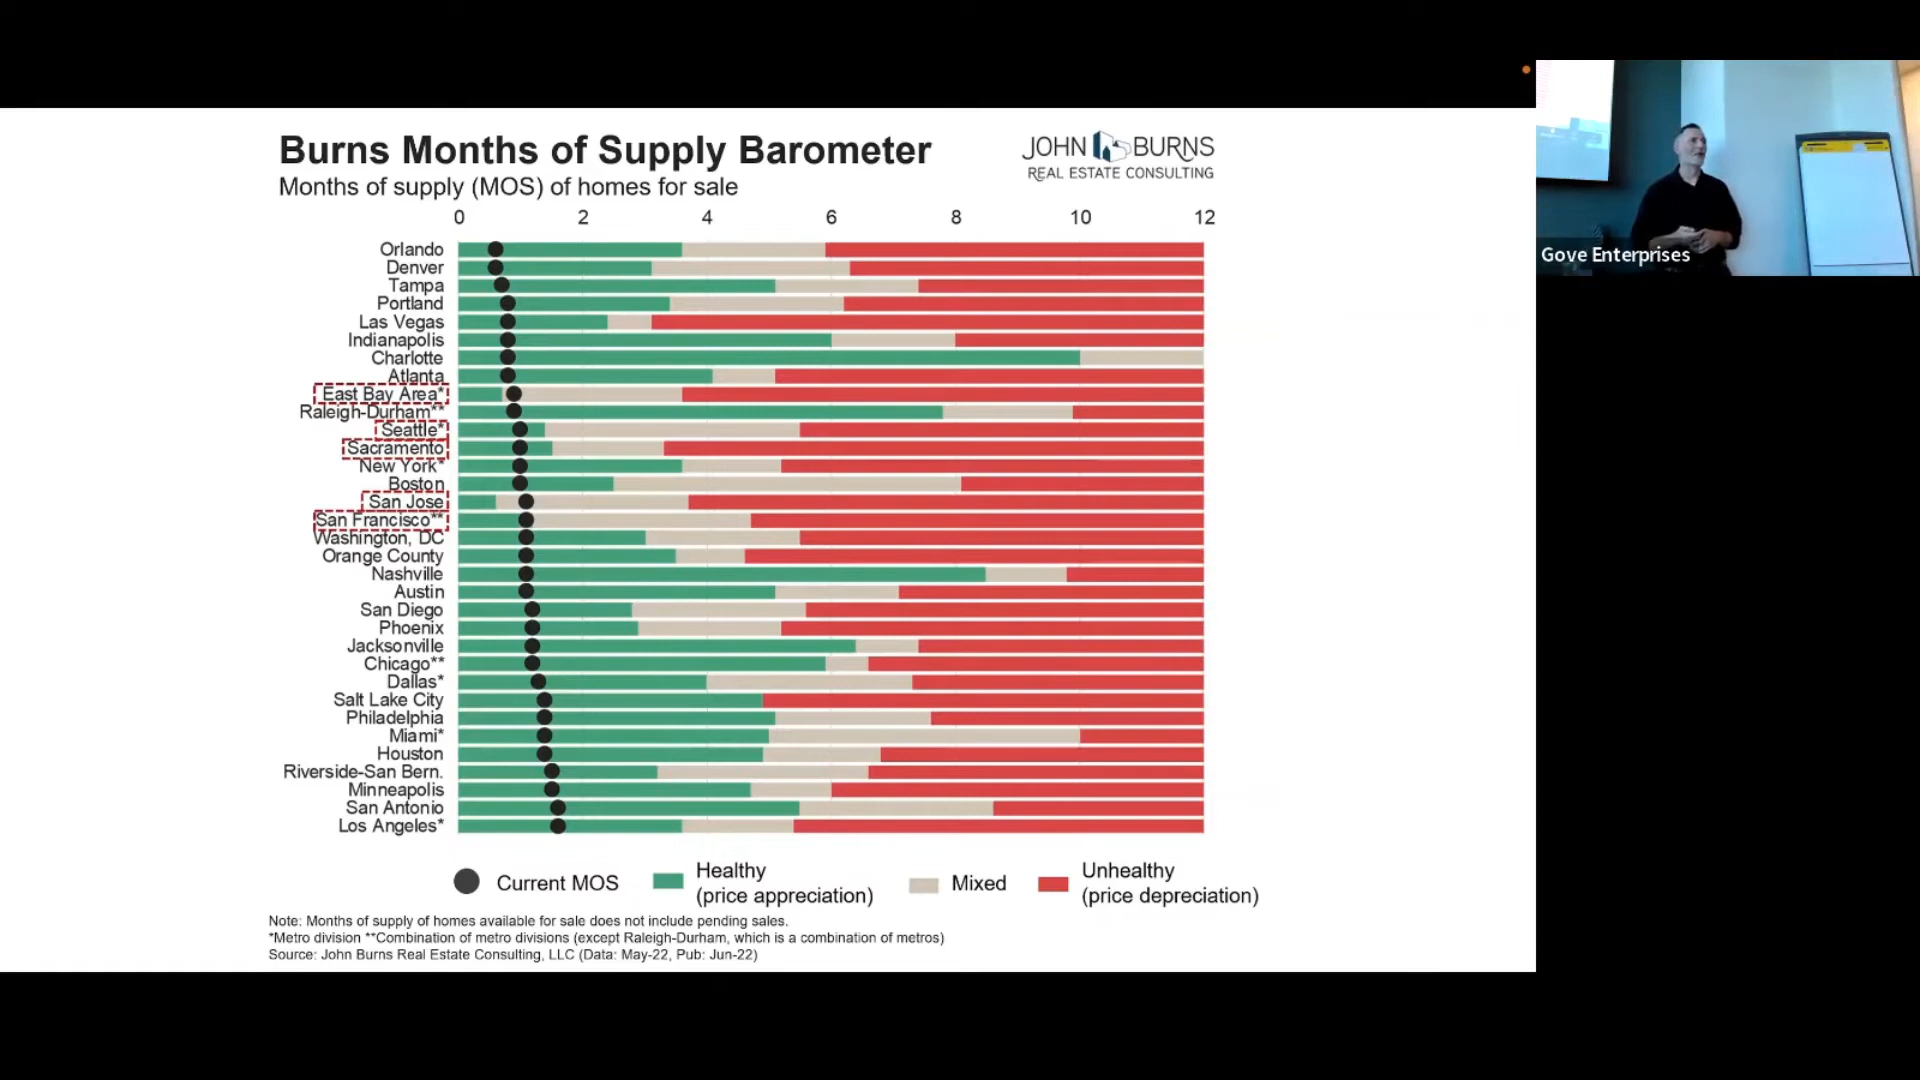 Burns Months of Supply Barometer
Months of supply (MOS) of homes for sale
JOHN BURNS
REAL ESTATE CONSULTING
0 2 4 6 8 10 12
Orlando
Denver
Tampa
Portland
Las Vegas
Indianapolis
Charlotte
Atlanta
East Bay Area*
Raleigh-Durham**
Seattle*
Sacramento
New York*
Boston
San Jose
San Francisco**
Washington, DC
Orange County
Nashville
Austin
San Diego
Phoenix
Jacksonville
Chicago**
Dallas*
Salt Lake City
Philadelphia
Miami*
Houston
Riverside-San Bern.
Minneapolis
San Antonio
Los Angeles*
Current MOS
Healthy
(price appreciation)
Mixed
Unhealthy
(price depreciation)
Note: Months of supply of homes available for sale does not include pending sales.
*Metro division **Combination of metro divisions (except Raleigh-Durham, which is a combination of metros)
Source: John Burns Real Estate Consulting, LLC (Data: May-22, Pub: Jun-22)
Gove Enterprises